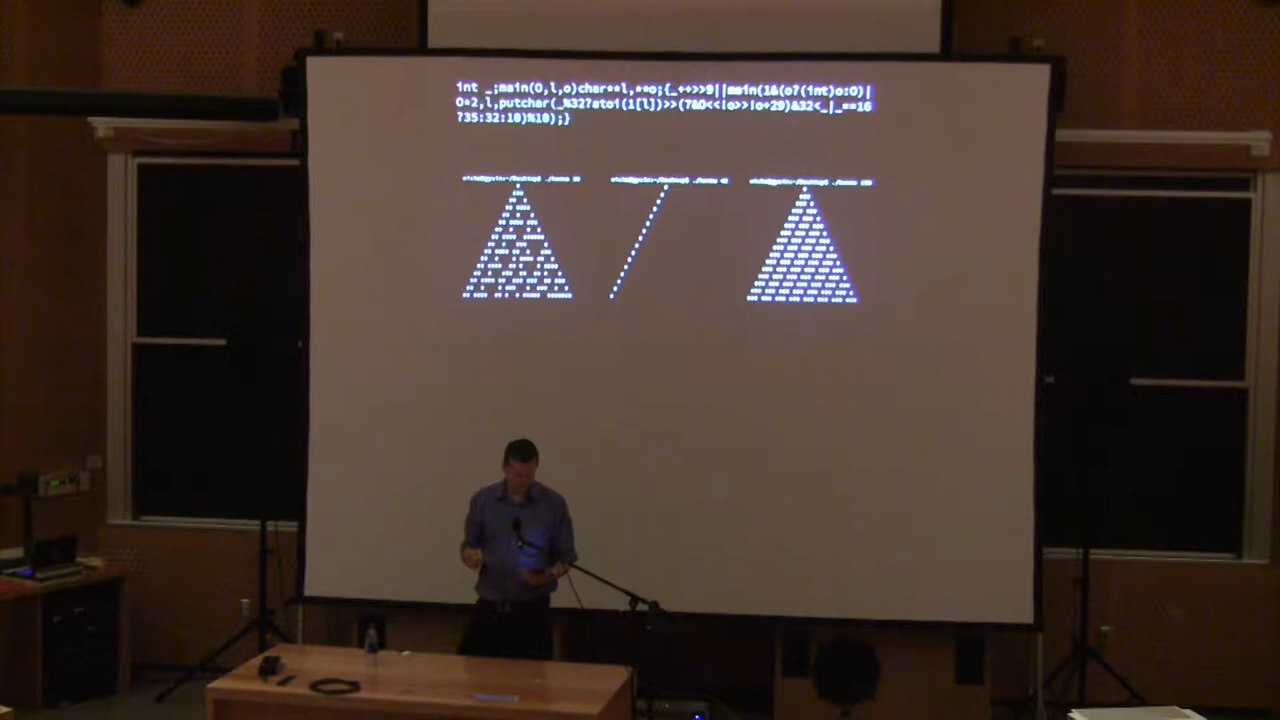 int _;main(O,l,o)char**l,**o;{_++>>9||main(1&(o?(int)o:O)|
O*2,l,putchar(_%32?atoi(1[l])>>(7&O<<!o>>!o+29)&32<_|_==16
?35:32:10)%10);}